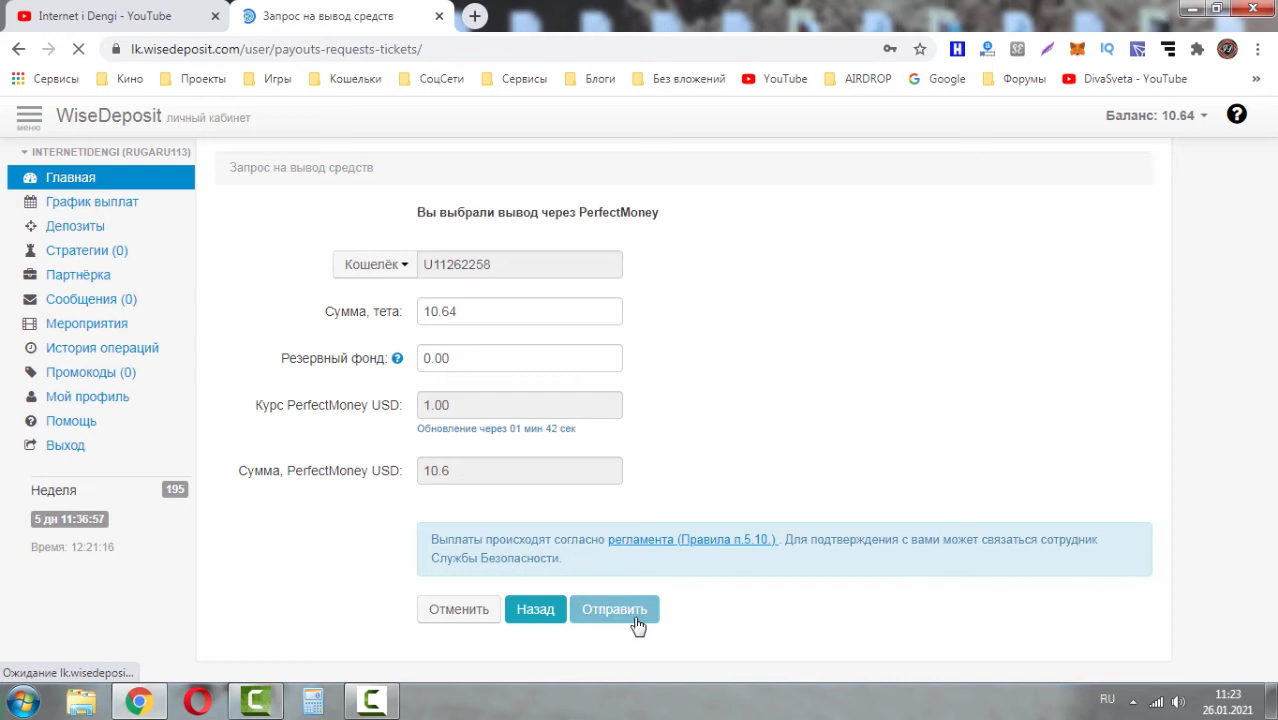 Internet i Dengi - YouTube
Запрос на вывод средств
lk.wisedeposit.com/user/payouts-requests-tickets/
Сервисы Кино Проекты Игры Кошельки СоцСети Сервисы Блоги Без вложений YouTube AIRDROP Google Форумы DivaSveta - YouTube »
WiseDeposit личный кабинет
меню
Баланс: 10.64
INTERNETIDENGI (RUGARU113)
Главная
График выплат
Депозиты
Стратегии (0)
Партнёрка
Сообщения (0)
Мероприятия
История операций
Промокоды (0)
Мой профиль
Помощь
Выход
Неделя 195
5 дн 11:36:57
Время: 12:21:16
Запрос на вывод средств
Вы выбрали вывод через PerfectMoney
Кошелёк U11262258
Сумма, тета: 10.64
Резервный фонд: 0.00
Курс PerfectMoney USD: 1.00
Обновление через 01 мин 42 сек
Сумма, PerfectMoney USD: 10.6
Выплаты происходят согласно регламента (Правила п.5.10.) . Для подтверждения с вами может связаться сотрудник
Службы Безопасности.
Отменить Назад Отправить
Ожидание lk.wisedeposi...
RU
11:23
26.01.2021